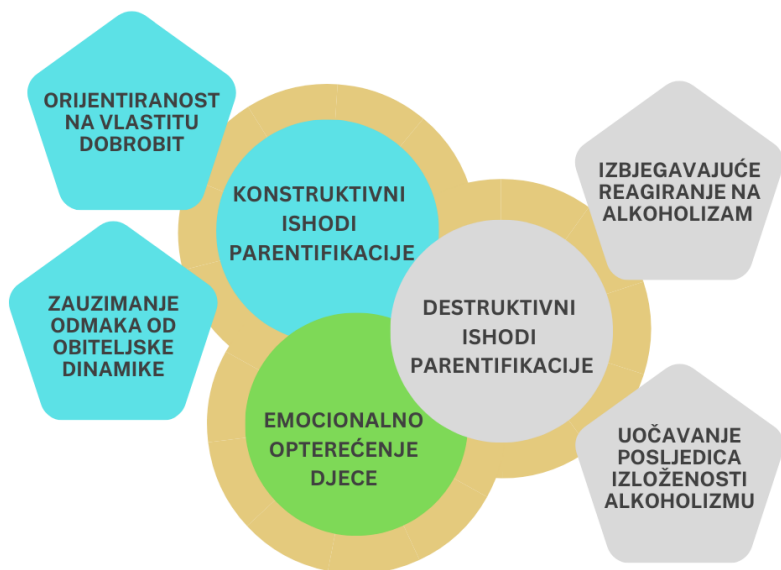 ORIJENTIRANOST
NA VLASTITU
DOBROBIT
KONSTRUKTIVNI
ISHODI
PARENTIFIKACIJE
IZBJEGAVAJUĆE
REAGIRANJE NA
ALKOHOLIZAM
ZAUZIMANJE
ODMAKA OD
OBITELJSKE
DINAMIKE
DESTRUKTIVNI
ISHODI
PARENTIFIKACIJE
EMOCIONALNO
OPTEREĆENJE
DJECE
UOČAVANJE
POSLJEDICA
IZLOŽENOSTI
ALKOHOLIZMU